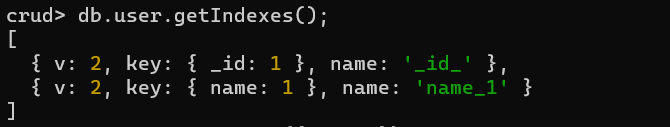 crud> db.user.getIndexes();
[
  { v: 2, key: { _id: 1 }, name: '_id_' },
  { v: 2, key: { name: 1 }, name: 'name_1' }
]